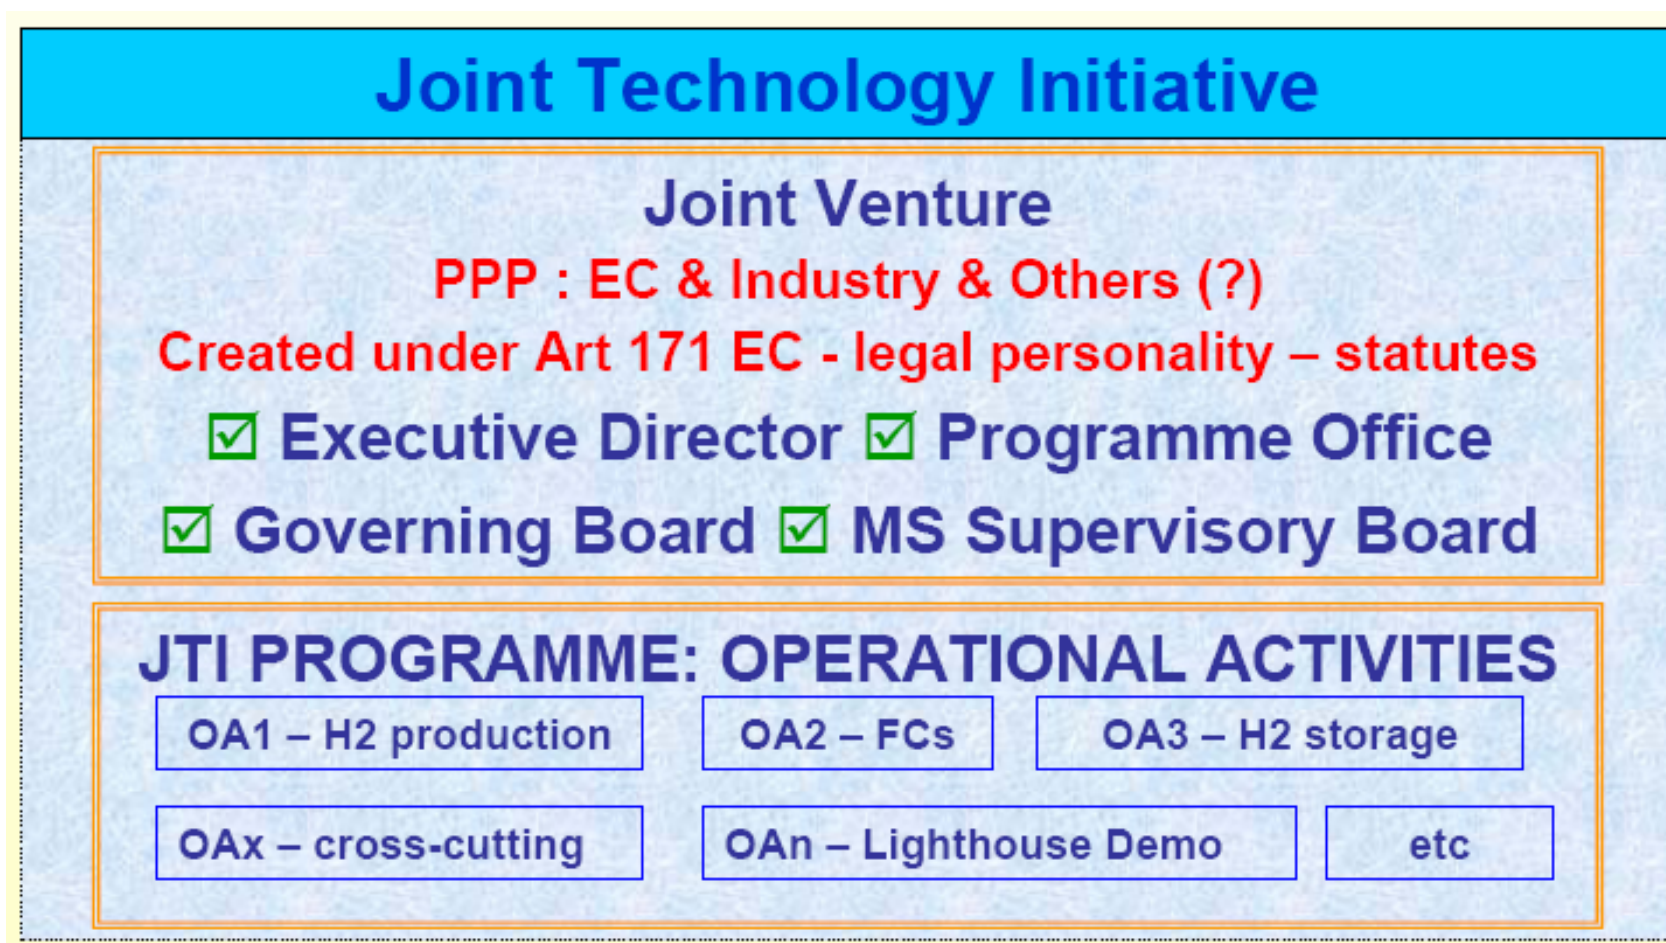 Joint Technology Initiative
Joint Venture
PPP : EC & Industry & Others (?)
Created under Art 171 EC - legal personality – statutes
☑ Executive Director ☑ Programme Office
☑ Governing Board ☑ MS Supervisory Board
JTI PROGRAMME: OPERATIONAL ACTIVITIES
OA1 – H2 production OA2 – FCs OA3 – H2 storage
OAx – cross-cutting OAn – Lighthouse Demo etc